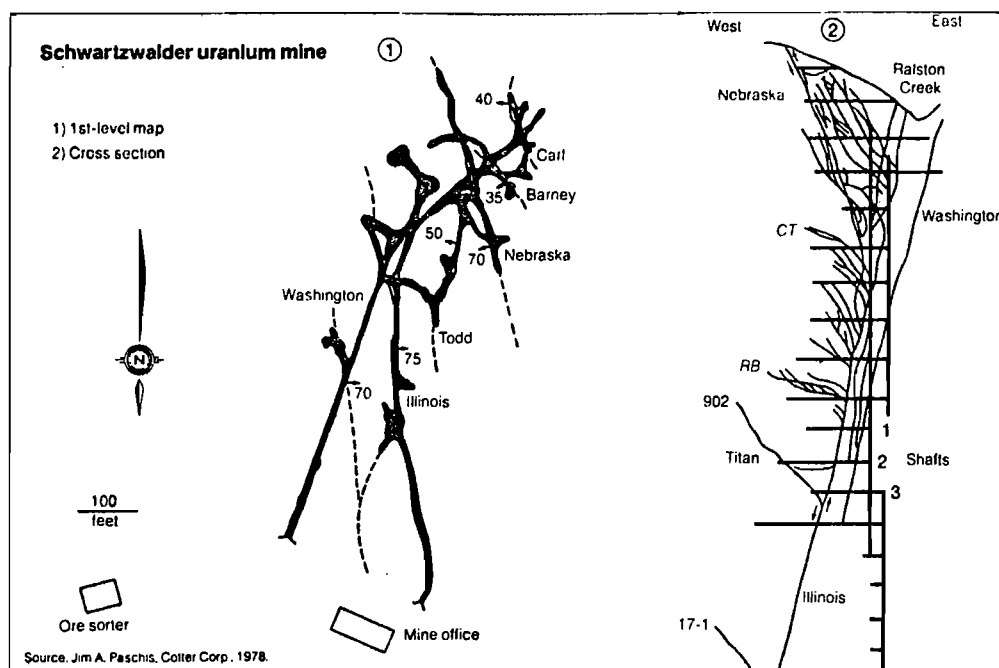 Schwartzwalder uranium mine
1
1) 1st-level map
2) Cross section
40
Carl
Barney
35
50
Nebraska
70
Washington
Todd
75
Illinois
70
N
100
feet
Ore sorter
Mine office
Source. Jim A. Paschis, Cotter Corp, 1978.
West
2
East
Ralston
Creek
Nebraska
Washington
CT
RB
902
1
Titan
2
Shafts
3
Illinois
17-1